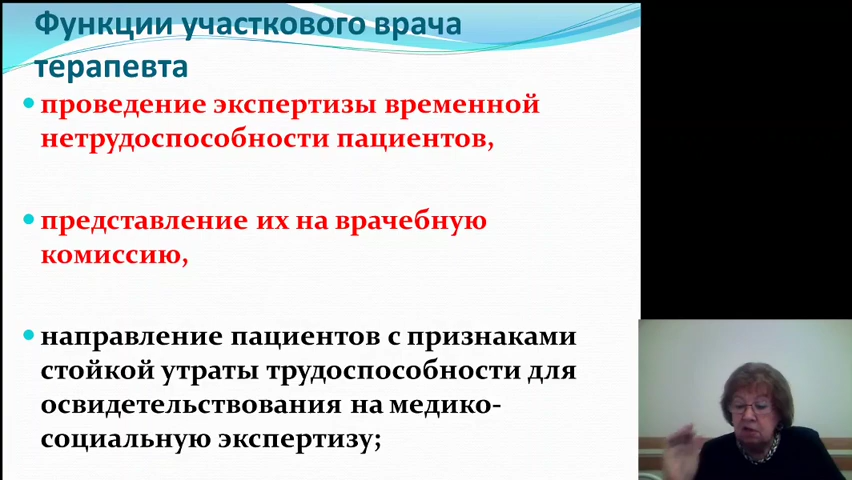 Функции участкового врача
терапевта
проведение экспертизы временной
нетрудоспособности пациентов,
представление их на врачебную
комиссию,
направление пациентов с признаками
стойкой утраты трудоспособности для
освидетельствования на медико-
социальную экспертизу;